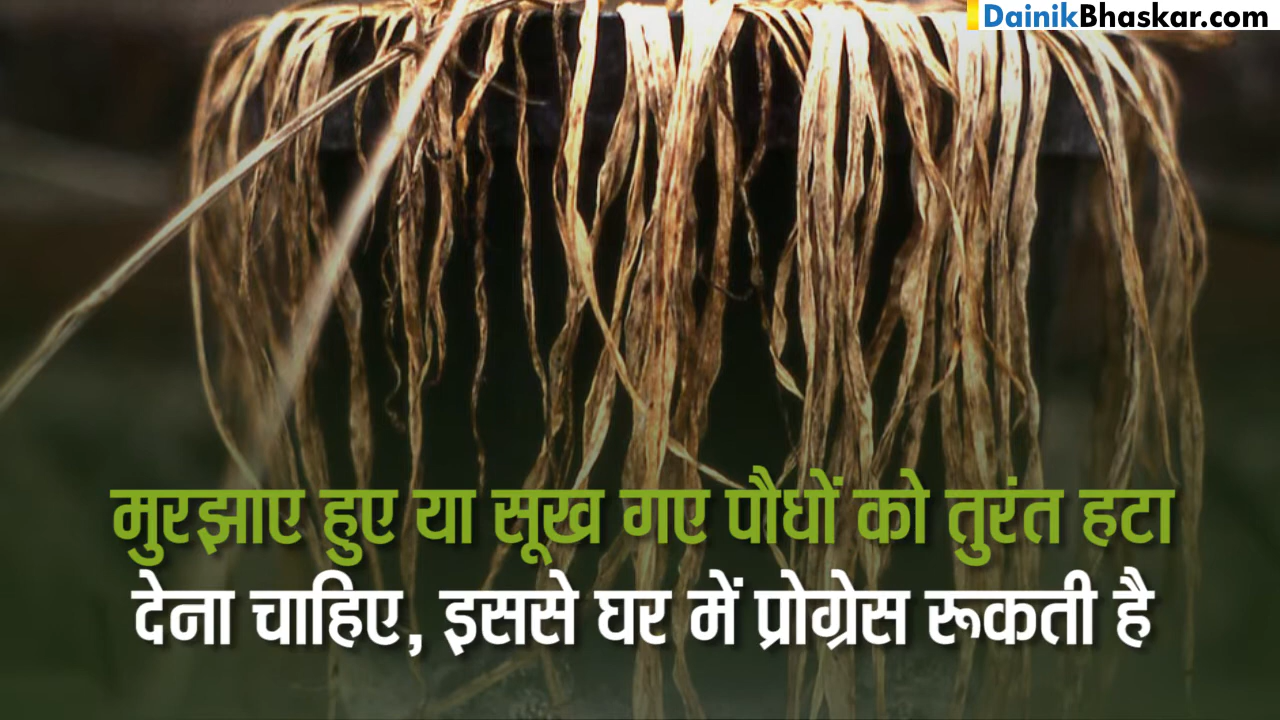 DainikBhaskar.com
मुरझाए हुए या सूख गए पौधों को तुरंत हटा
देना चाहिए, इससे घर में प्रोग्रेस रूकती है